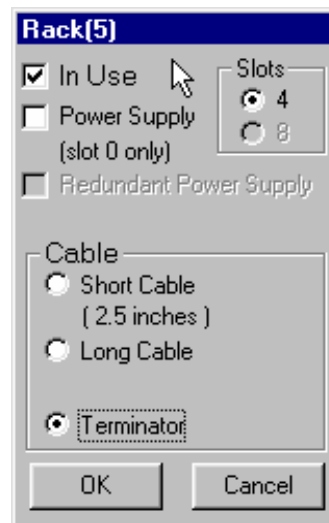 Rack(5)
In Use
Slots
4
Power Supply
(slot 0 only)
8
Redundant Power Supply
Cable
Short Cable
( 2.5 inches )
Long Cable
Terminator
OK
Cancel